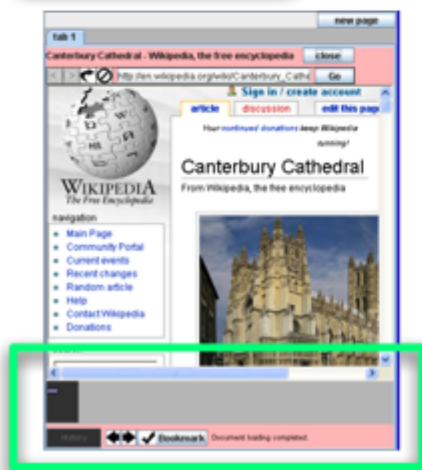 new page
tab 1
Canterbury Cathedral - Wikipedia, the free encyclopedia close
http://en.wikipedia.org/wiki/Canterbury_Cathe Go
Sign in / create account
article discussion edit this page
Your continued donations keep Wikipedia
running!
Canterbury Cathedral
From Wikipedia, the free encyclopedia
WIKIPEDIA
The Free Encyclopedia
navigation
Main Page
Community Portal
Current events
Recent changes
Random article
Help
Contact Wikipedia
Donations
History Bookmark Document loading completed.